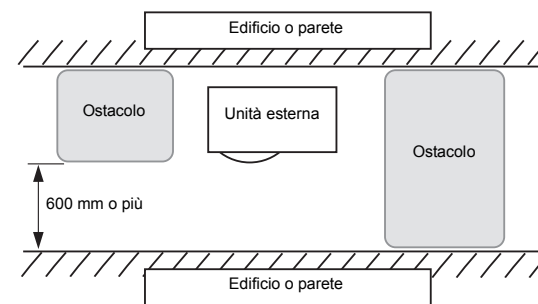 Edificio o parete
Ostacolo
Unità esterna
Ostacolo
600 mm o più
Edificio o parete